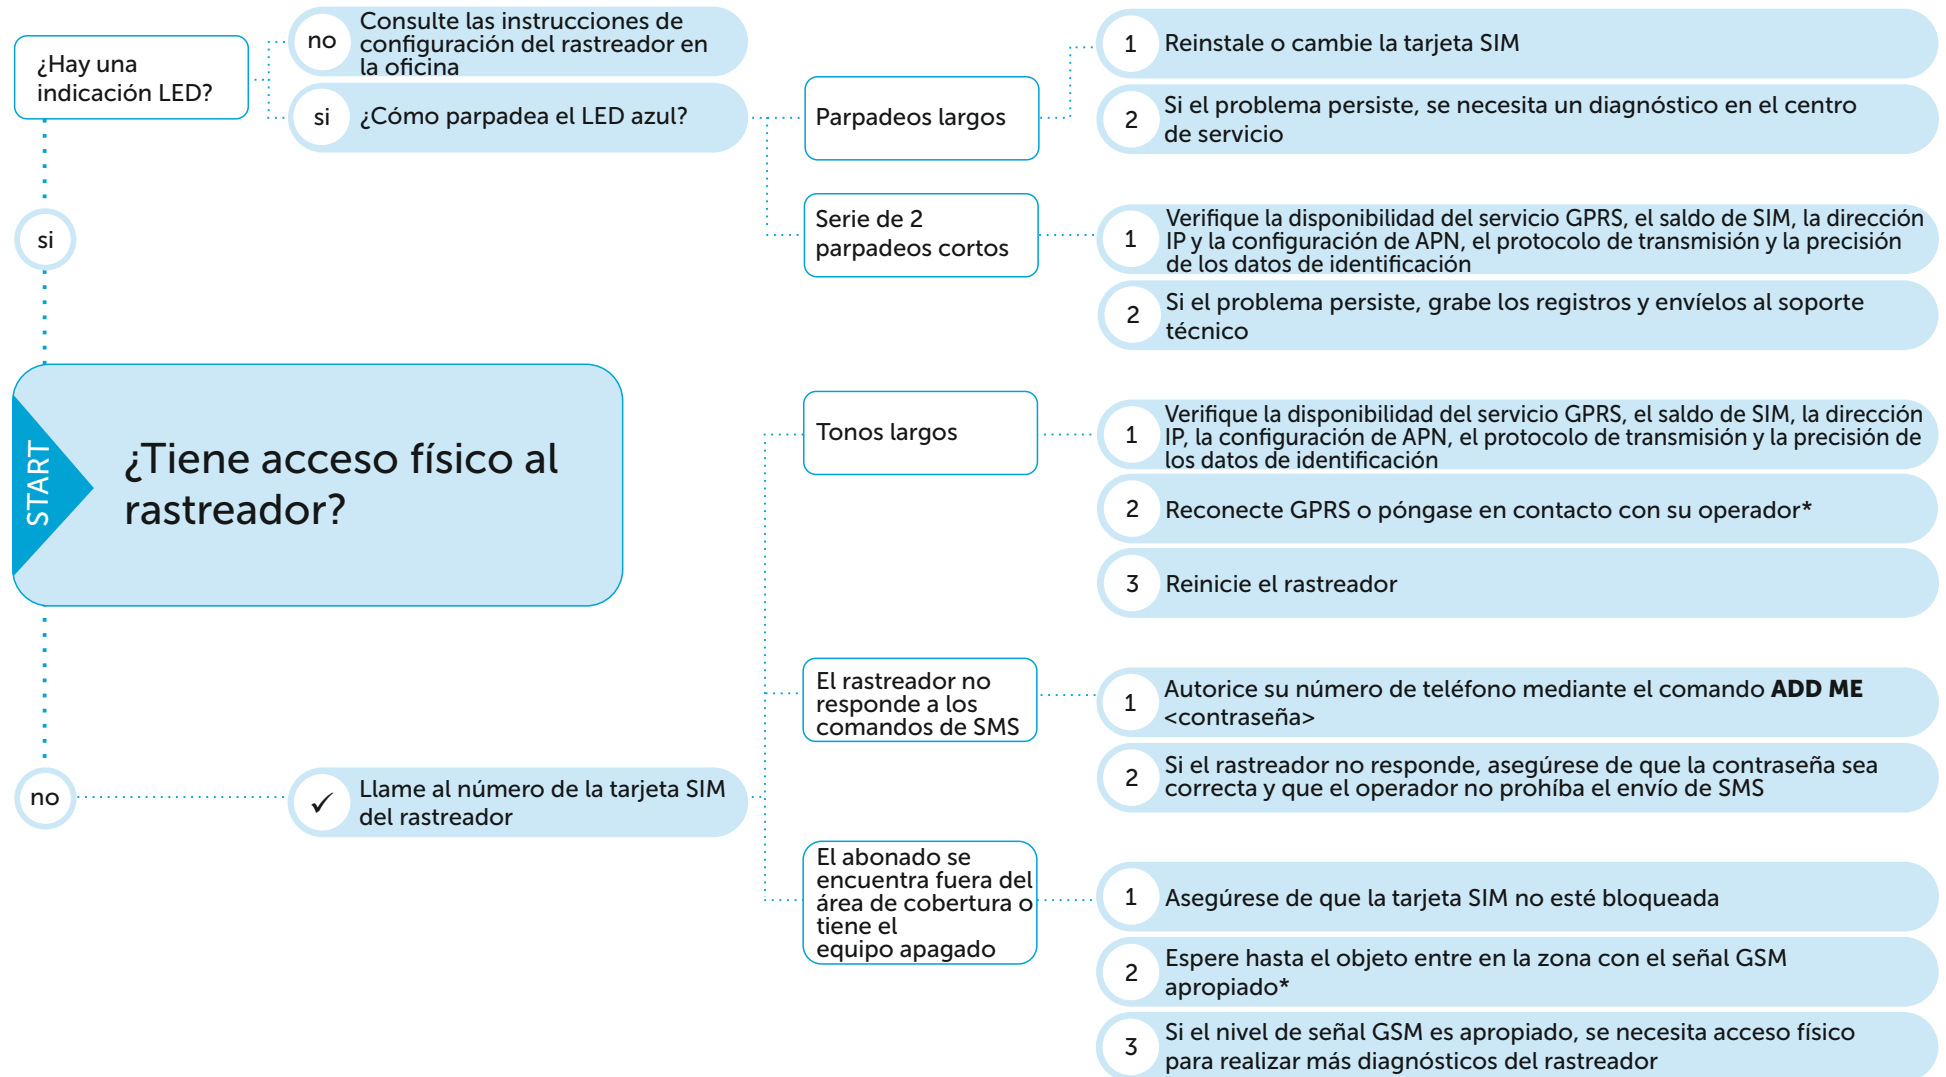 ¿Hay una
indicación LED?
no
Consulte las instrucciones de
configuración del rastreador en
la oficina
si
¿Cómo parpadea el LED azul?
Parpadeos largos
1
Reinstale o cambie la tarjeta SIM
2
Si el problema persiste, se necesita un diagnóstico en el centro
de servicio
Serie de 2
parpadeos cortos
1
Verifique la disponibilidad del servicio GPRS, el saldo de SIM, la dirección
IP y la configuración de APN, el protocolo de transmisión y la precisión
de los datos de identificación
2
Si el problema persiste, grabe los registros y envíelos al soporte
técnico
si
START
¿Tiene acceso físico al
rastreador?
no
✓
Llame al número de la tarjeta SIM
del rastreador
Tonos largos
1
Verifique la disponibilidad del servicio GPRS, el saldo de SIM, la dirección
IP, la configuración de APN, el protocolo de transmisión y la precisión de
los datos de identificación
2
Reconecte GPRS o póngase en contacto con su operador*
3
Reinicie el rastreador
El rastreador no
responde a los
comandos de SMS
1
Autorice su número de teléfono mediante el comando ADD ME
<contraseña>
2
Si el rastreador no responde, asegúrese de que la contraseña sea
correcta y que el operador no prohíba el envío de SMS
El abonado se
encuentra fuera del
área de cobertura o
tiene el
equipo apagado
1
Asegúrese de que la tarjeta SIM no esté bloqueada
2
Espere hasta el objeto entre en la zona con el señal GSM
apropiado*
3
Si el nivel de señal GSM es apropiado, se necesita acceso físico
para realizar más diagnósticos del rastreador